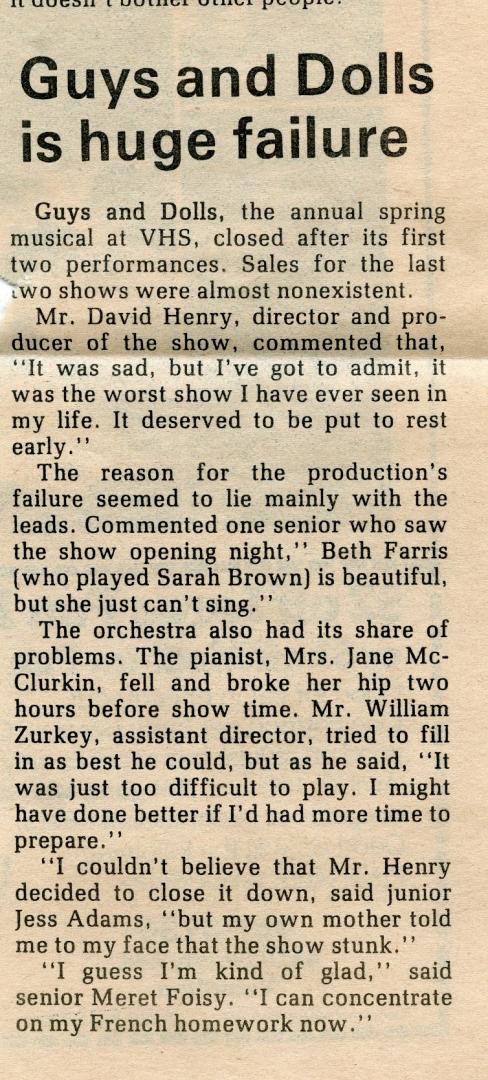 it doesn't bother other people.
Guys and Dolls
is huge failure
Guys and Dolls, the annual spring
musical at VHS, closed after its first
two performances. Sales for the last
two shows were almost nonexistent.
Mr. David Henry, director and pro-
ducer of the show, commented that,
‘‘It was sad, but I've got to admit, it
was the worst show I have ever seen in
my life. It deserved to be put to rest
early.’’
The reason for the production's
failure seemed to lie mainly with the
leads. Commented one senior who saw
the show opening night,’’ Beth Farris
(who played Sarah Brown) is beautiful,
but she just can't sing.’’
The orchestra also had its share of
problems. The pianist, Mrs. Jane Mc-
Clurkin, fell and broke her hip two
hours before show time. Mr. William
Zurkey, assistant director, tried to fill
in as best he could, but as he said, ‘‘It
was just too difficult to play. I might
have done better if I'd had more time to
prepare.’’
‘‘I couldn't believe that Mr. Henry
decided to close it down, said junior
Jess Adams, ‘‘but my own mother told
me to my face that the show stunk.’’
‘‘I guess I'm kind of glad,’’ said
senior Meret Foisy. ‘‘I can concentrate
on my French homework now.’’